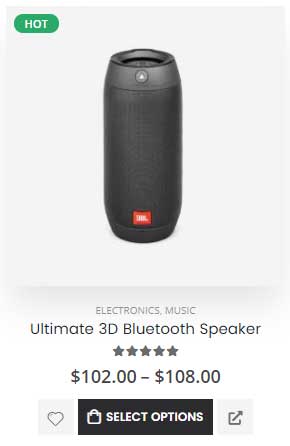 HOT
JBL
ELECTRONICS, MUSIC
Ultimate 3D Bluetooth Speaker
$102.00 – $108.00
SELECT OPTIONS